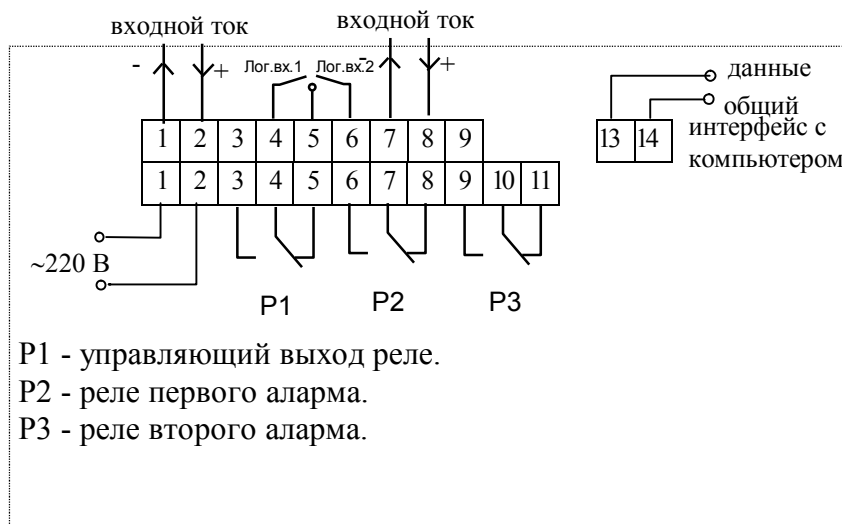 входной ток
входной ток
- + Лог.вх.1 Лог.вх.2 - +
данные
общий
1 2 3 4 5 6 7 8 9
13 14
интерфейс с
компьютером
1 2 3 4 5 6 7 8 9 10 11
~220 В
P1 P2 P3
P1 - управляющий выход реле.
P2 - реле первого аларма.
P3 - реле второго аларма.